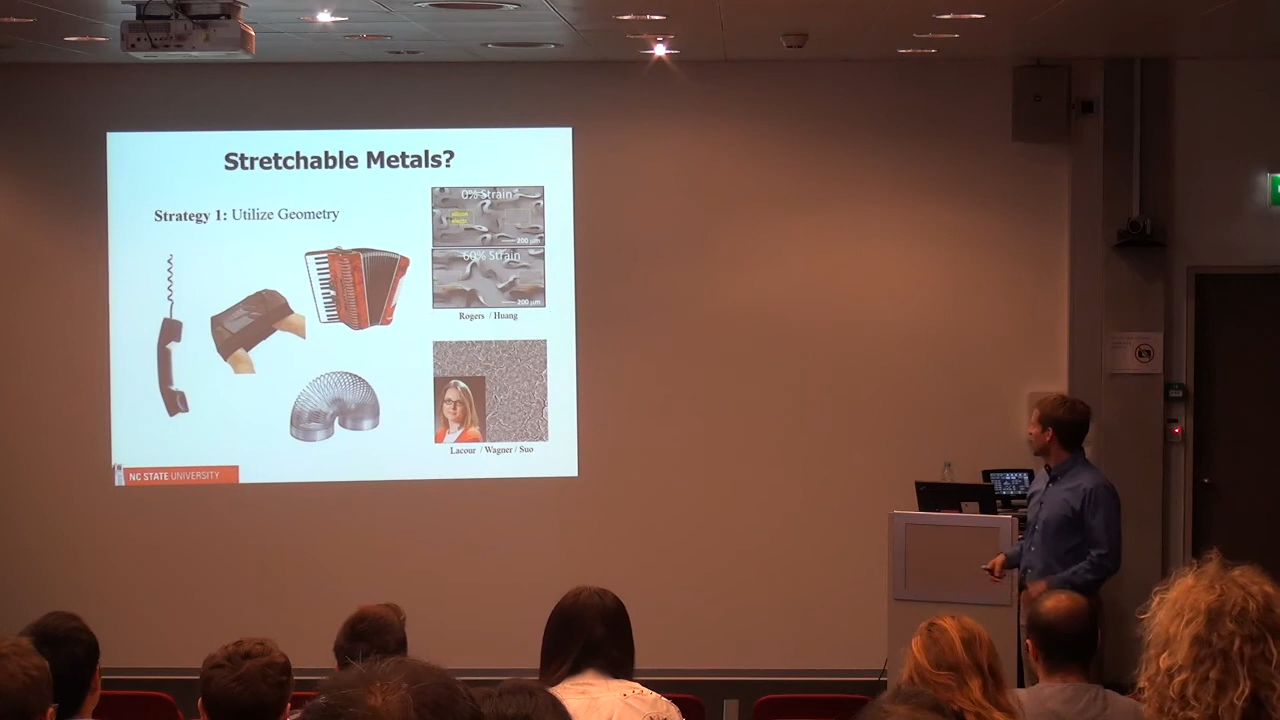 Stretchable Metals?
Strategy 1: Utilize Geometry
0% Strain
200 µm
60% Strain
200 µm
Rogers / Huang
Lacour / Wagner / Suo
NC STATE UNIVERSITY